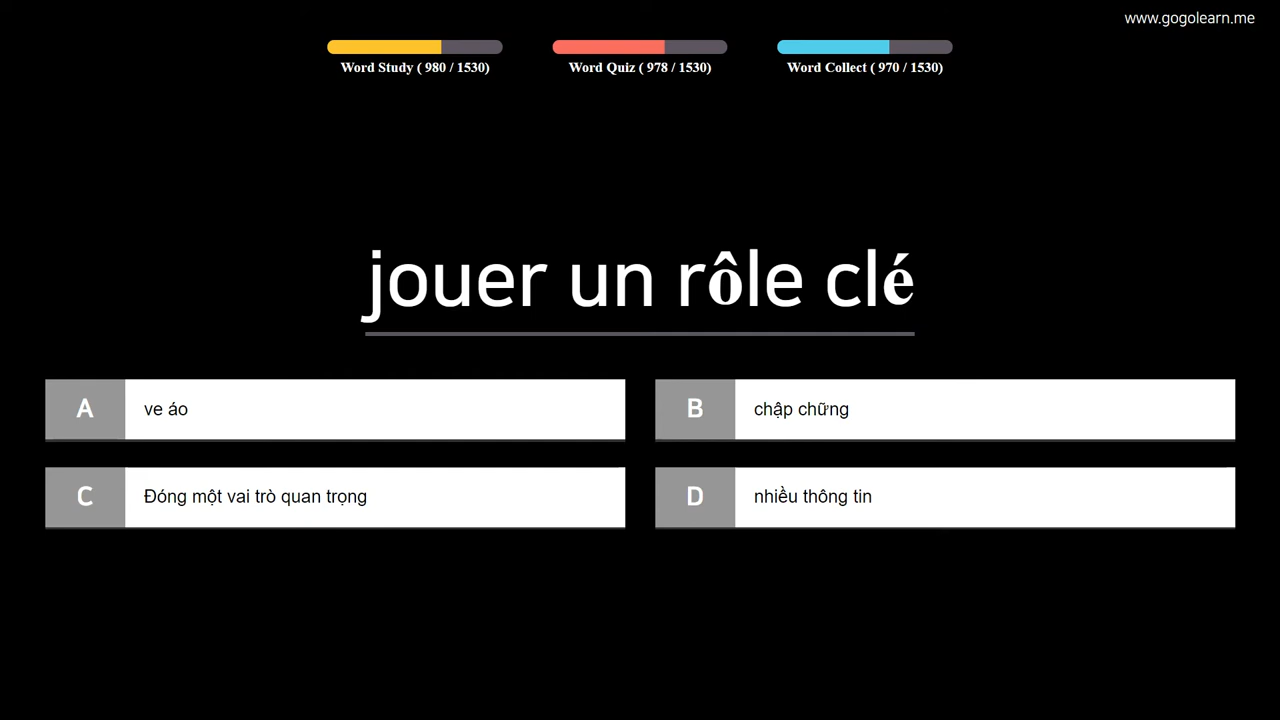 www.gogolearn.me
Word Study ( 980 / 1530)
Word Quiz ( 978 / 1530)
Word Collect ( 970 / 1530)
jouer un rôle clé
A ve áo
B chập chững
C Đóng một vai trò quan trọng
D nhiều thông tin